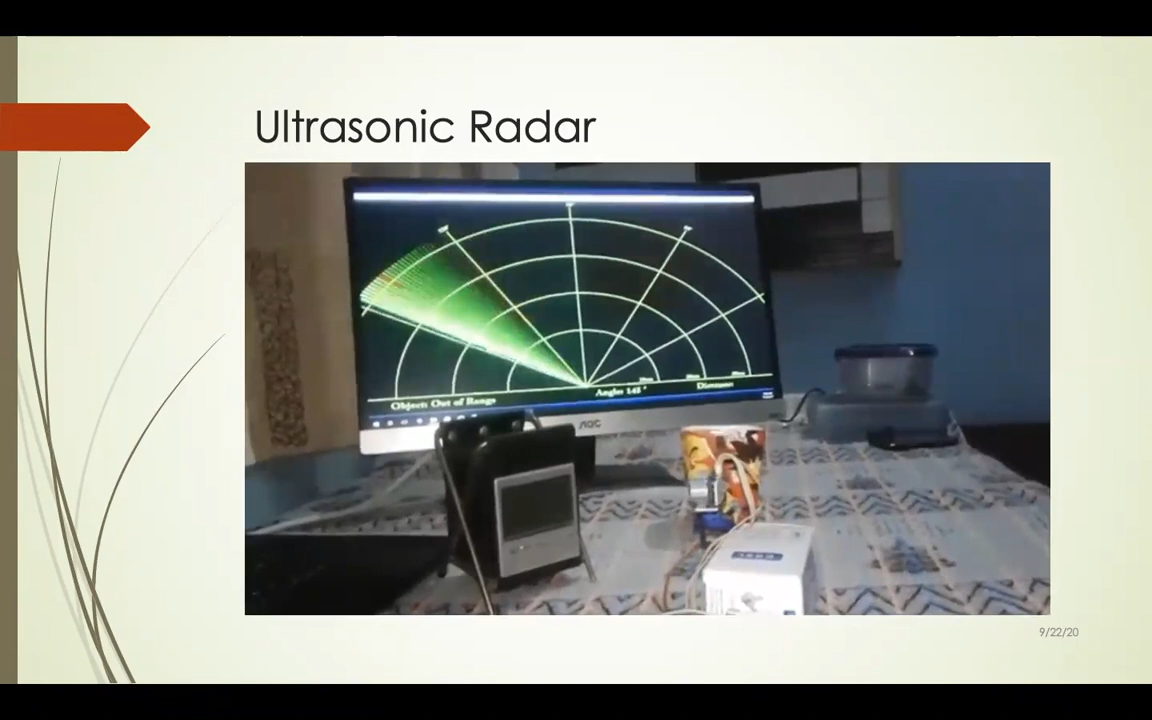 Ultrasonic Radar
Object: Out of Range
Angle: 145 °
Distance:
AOC
9/22/20